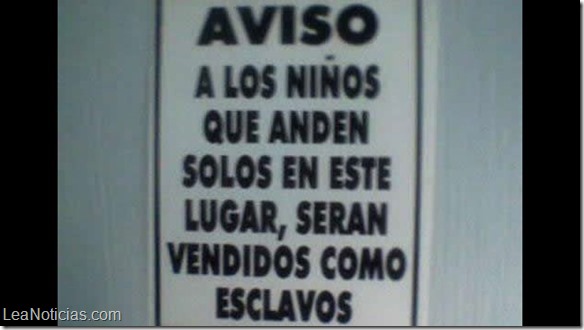 AVISO
A LOS NIÑOS
QUE ANDEN
SOLOS EN ESTE
LUGAR, SERAN
VENDIDOS COMO
ESCLAVOS
LeaNoticias.com